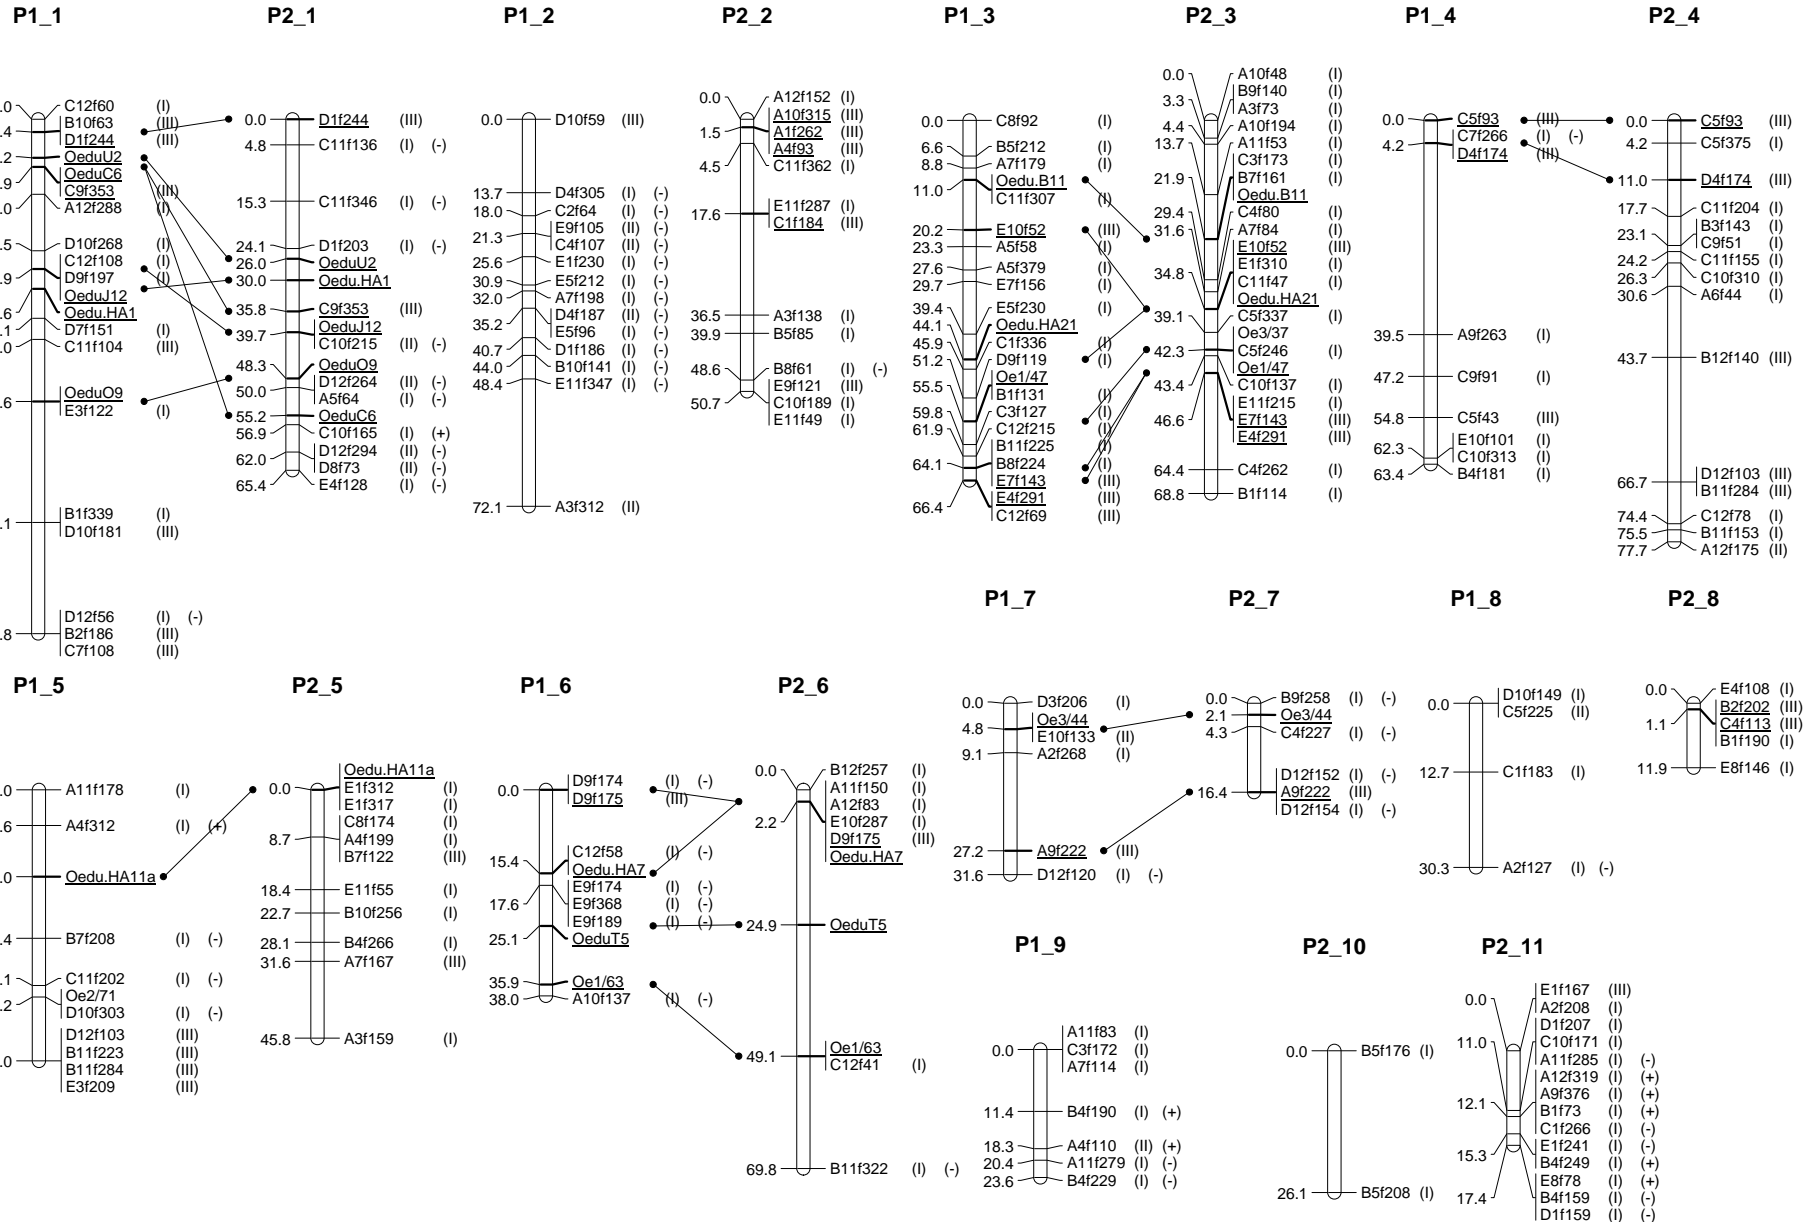 P1_1 P2_1 P1_2 P2_2 P1_3 P2_3 P1_4 P2_4
.0 C12f60 (I)
.4 B10f63 (III)
D1f244 (III)
.2 OeduU2
.9 OeduC6
C9f353 (III)
.0 A12f288 (I)
.5 D10f268 (I)
C12f108 (I)
.9 D9f197 (I)
OeduJ12
.6 Oedu.HA1
.1 D7f151 (I)
.0 C11f104 (III)
.6 OeduO9
E3f122 (I)
.1 B1f339 (I)
D10f181 (III)
D12f56 (I) (-)
.8 B2f186 (III)
C7f108 (III)
0.0 D1f244 (III)
4.8 C11f136 (I) (-)
15.3 C11f346 (I) (-)
24.1 D1f203 (I) (-)
26.0 OeduU2
30.0 Oedu.HA1
35.8 C9f353 (III)
39.7 OeduJ12
C10f215 (II) (-)
48.3 OeduO9
50.0 D12f264 (II) (-)
A5f64 (I) (-)
55.2 OeduC6
56.9 C10f165 (I) (+)
62.0 D12f294 (II) (-)
D8f73 (II) (-)
65.4 E4f128 (I) (-)
0.0 D10f59 (III)
13.7 D4f305 (I) (-)
18.0 C2f64 (I) (-)
21.3 E9f105 (II) (-)
C4f107 (II) (-)
25.6 E1f230 (I) (-)
30.9 E5f212 (I) (-)
32.0 A7f198 (I) (-)
35.2 D4f187 (II) (-)
E5f96 (I) (-)
40.7 D1f186 (I) (-)
44.0 B10f141 (I) (-)
48.4 E11f347 (I) (-)
72.1 A3f312 (II)
0.0 A12f152 (I)
A10f315 (III)
1.5 A1f262 (III)
A4f93 (III)
4.5 C11f362 (I)
17.6 E11f287 (I)
C1f184 (III)
36.5 A3f138 (I)
39.9 B5f85 (I)
48.6 B8f61 (I) (-)
50.7 E9f121 (III)
C10f189 (I)
E11f49 (I)
0.0 C8f92 (I)
6.6 B5f212 (I)
8.8 A7f179 (I)
11.0 Oedu.B11
C11f307 (I)
20.2 E10f52 (III)
23.3 A5f58 (I)
27.6 A5f379 (I)
29.7 E7f156 (I)
39.4 E5f230 (I)
44.1 Oedu.HA21
45.9 C1f336 (I)
51.2 D9f119 (I)
55.5 Oe1/47
B1f131 (I)
59.8 C3f127 (I)
61.9 C12f215 (I)
B11f225 (I)
64.1 B8f224 (I)
E7f143 (III)
66.4 E4f291 (III)
C12f69 (III)
0.0 A10f48 (I)
3.3 B9f140 (I)
A3f73 (I)
4.4 A10f194 (I)
13.7 A11f53 (I)
C3f173 (I)
21.9 B7f161 (I)
Oedu.B11
29.4 C4f80 (I)
31.6 A7f84 (I)
E10f52 (III)
34.8 E1f310 (I)
C11f47 (I)
Oedu.HA21
39.1 C5f337 (I)
Oe3/37
42.3 C5f246 (I)
Oe1/47
43.4 C10f137 (I)
46.6 E11f215 (I)
E7f143 (III)
E4f291 (III)
64.4 C4f262 (I)
68.8 B1f114 (I)
0.0 C5f93 (III)
C7f266 (I) (-)
4.2 D4f174 (III)
39.5 A9f263 (I)
47.2 C9f91 (I)
54.8 C5f43 (III)
62.3 E10f101 (I)
C10f313 (I)
63.4 B4f181 (I)
0.0 C5f93 (III)
4.2 C5f375 (I)
11.0 D4f174 (III)
17.7 C11f204 (I)
23.1 B3f143 (I)
C9f51 (I)
24.2 C11f155 (I)
26.3 C10f310 (I)
30.6 A6f44 (I)
43.7 B12f140 (III)
66.7 D12f103 (III)
B11f284 (III)
74.4 C12f78 (I)
75.5 B11f153 (I)
77.7 A12f175 (II)
P1_5 P2_5 P1_6 P2_6
.0 A11f178 (I)
.6 A4f312 (I) (+)
.0 Oedu.HA11a
.4 B7f208 (I) (-)
.1 C11f202 (I) (-)
.2 Oe2/71
D10f303 (I) (-)
D12f103 (III)
B11f223 (III)
.0 B11f284 (III)
E3f209 (III)
Oedu.HA11a
0.0 E1f312 (I)
E1f317 (I)
C8f174 (I)
8.7 A4f199 (I)
B7f122 (III)
18.4 E11f55 (I)
22.7 B10f256 (I)
28.1 B4f266 (I)
31.6 A7f167 (III)
45.8 A3f159 (I)
0.0 D9f174 (I) (-)
D9f175 (III)
15.4 C12f58 (I) (-)
Oedu.HA7
17.6 E9f174 (I) (-)
E9f368 (I) (-)
E9f189 (I) (-)
25.1 OeduT5
35.9 Oe1/63
38.0 A10f137 (I) (-)
0.0 B12f257 (I)
A11f150 (I)
A12f83 (I)
2.2 E10f287 (I)
D9f175 (III)
Oedu.HA7
24.9 OeduT5
49.1 Oe1/63
C12f41 (I)
69.8 B11f322 (I) (-)
P1_7 P2_7 P1_8 P2_8
0.0 D3f206 (I)
4.8 Oe3/44
E10f133 (II)
9.1 A2f268 (I)
27.2 A9f222 (III)
31.6 D12f120 (I) (-)
0.0 B9f258 (I) (-)
2.1 Oe3/44
4.3 C4f227 (I) (-)
D12f152 (I) (-)
16.4 A9f222 (III)
D12f154 (I) (-)
0.0 D10f149 (I)
C5f225 (II)
12.7 C1f183 (I)
30.3 A2f127 (I) (-)
0.0 E4f108 (I)
B2f202 (III)
1.1 C4f113 (III)
B1f190 (I)
11.9 E8f146 (I)
P1_9 P2_10 P2_11
A11f83 (I)
0.0 C3f172 (I)
A7f114 (I)
11.4 B4f190 (I) (+)
18.3 A4f110 (II) (+)
20.4 A11f279 (I) (-)
23.6 B4f229 (I) (-)
0.0 B5f176 (I)
26.1 B5f208 (I)
0.0 E1f167 (III)
A2f208 (I)
D1f207 (I)
11.0 C10f171 (I)
A11f285 (I) (-)
A12f319 (I) (+)
A9f376 (I) (+)
12.1 B1f73 (I) (+)
C1f266 (I) (-)
E1f241 (I) (-)
15.3 B4f249 (I) (+)
E8f78 (I) (+)
17.4 B4f159 (I) (-)
D1f159 (I) (-)